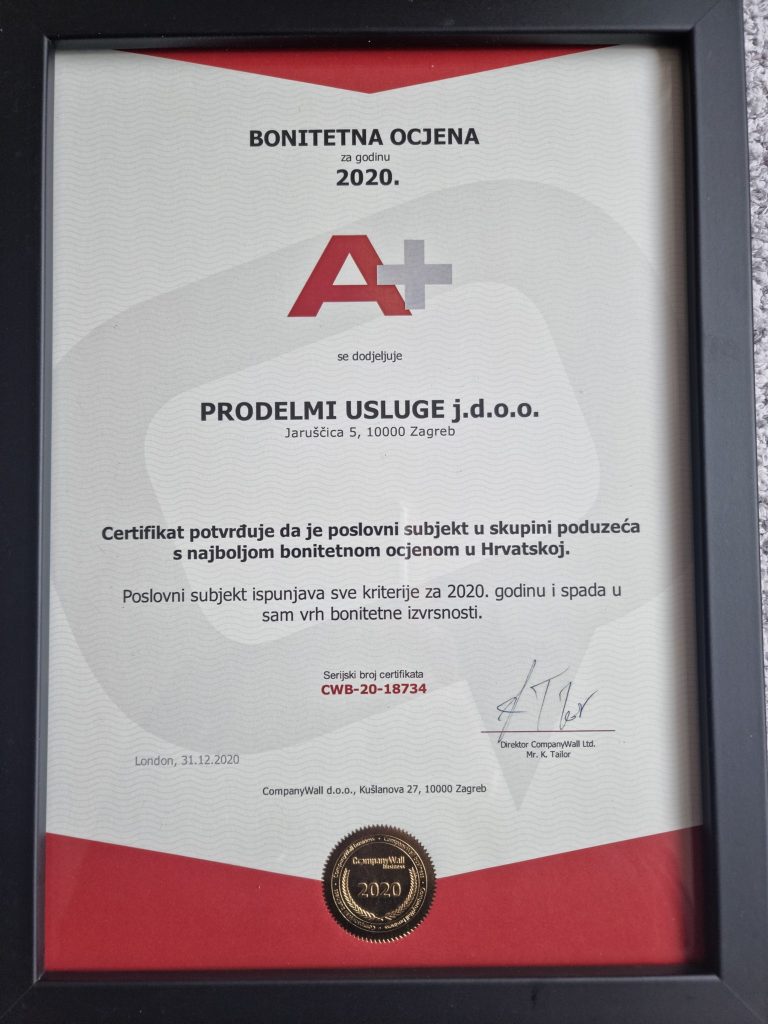 BONITETNA OCJENA
za godinu
2020.
A+
se dodjeljuje
PRODELMI USLUGE j.d.o.o.
Jaruščica 5, 10000 Zagreb
Certifikat potvrđuje da je poslovni subjekt u skupini poduzeća
s najboljom bonitetnom ocjenom u Hrvatskoj.
Poslovni subjekt ispunjava sve kriterije za 2020. godinu i spada u
sam vrh bonitetne izvrsnosti.
Serijski broj certifikata
CWB-20-18734
Direktor CompanyWall Ltd.
Mr. K. Tailor
London, 31.12.2020
CompanyWall d.o.o., Kušlanova 27, 10000 Zagreb
CompanyWall
Business
2020